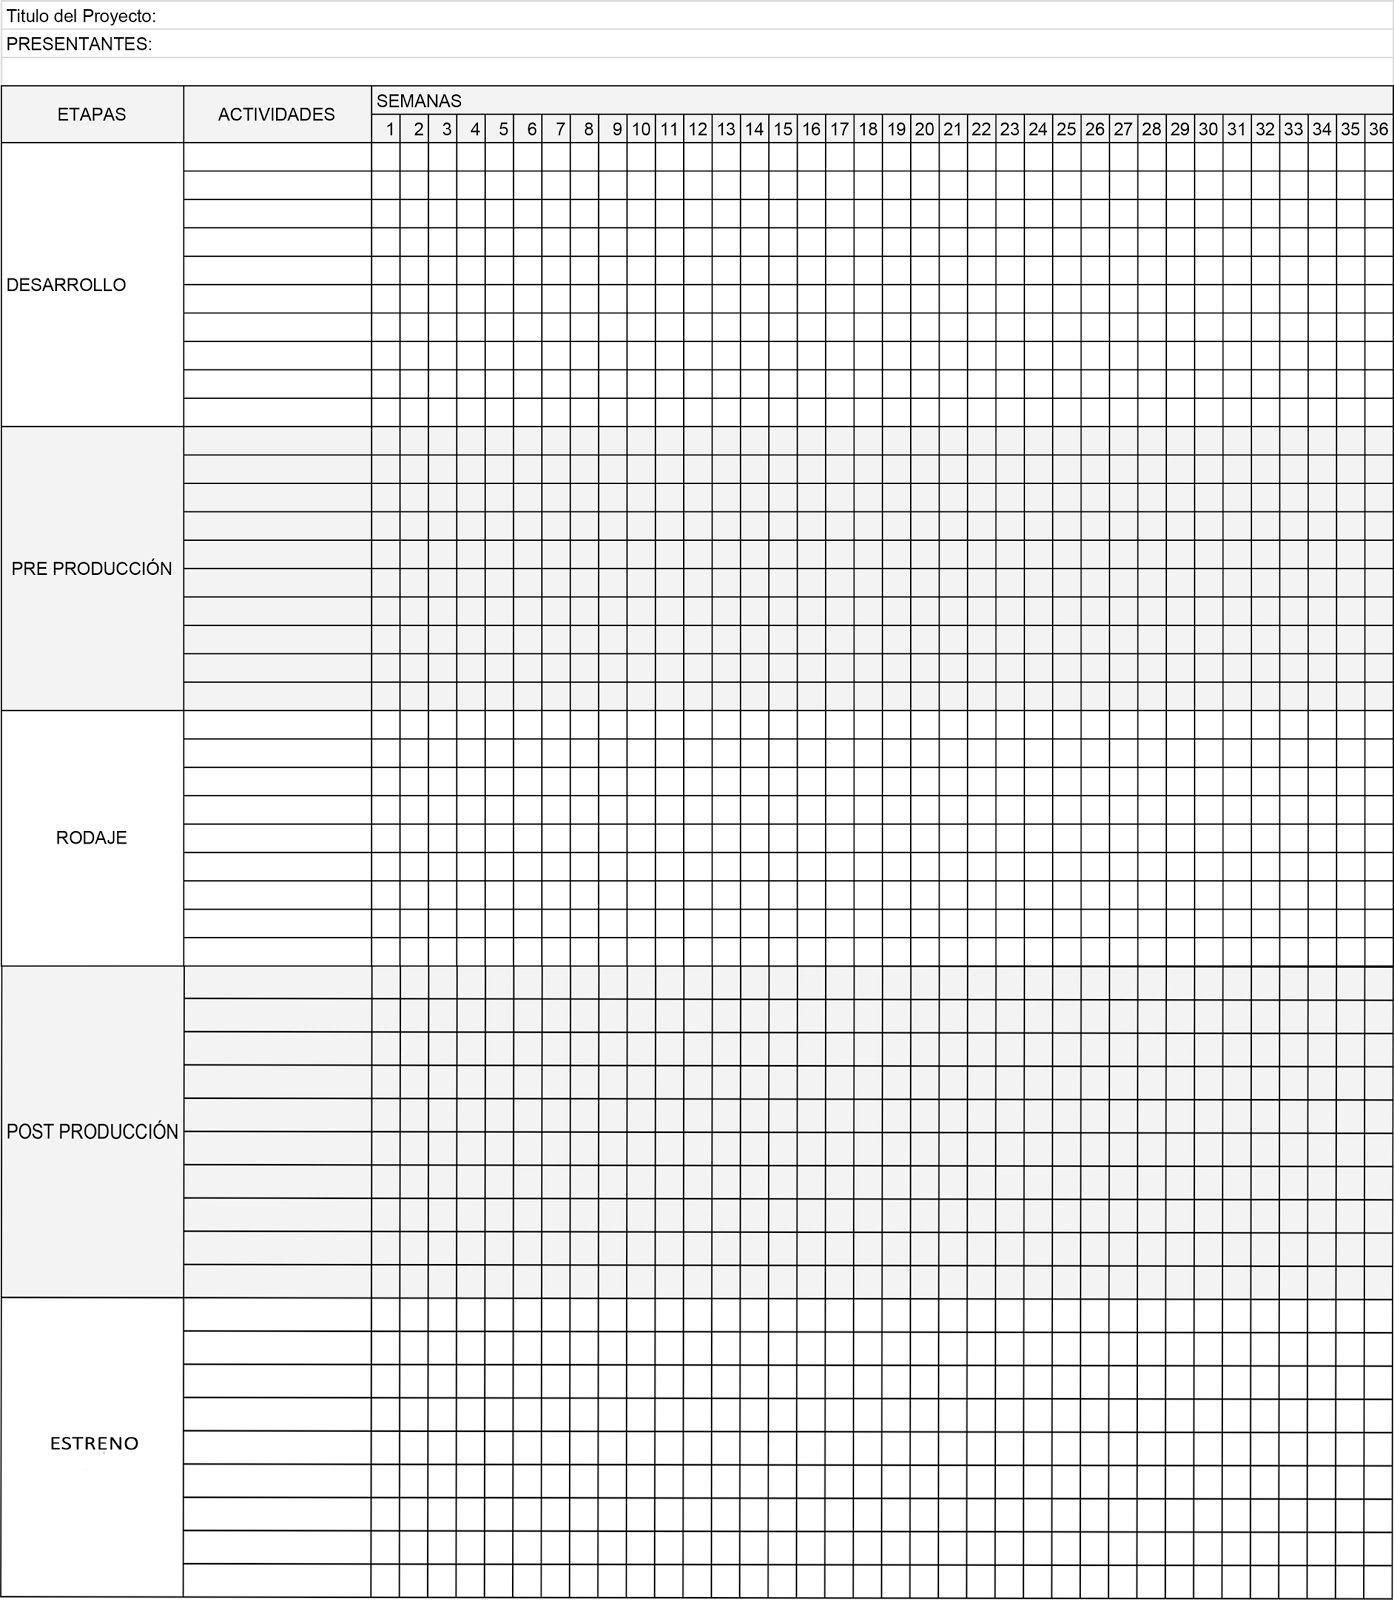 Titulo del Proyecto:
PRESENTANTES:
ETAPAS ACTIVIDADES SEMANAS
1 2 3 4 5 6 7 8 9 10 11 12 13 14 15 16 17 18 19 20 21 22 23 24 25 26 27 28 29 30 31 32 33 34 35 36
DESARROLLO
PRE PRODUCCIÓN
RODAJE
POST PRODUCCIÓN
ESTRENO